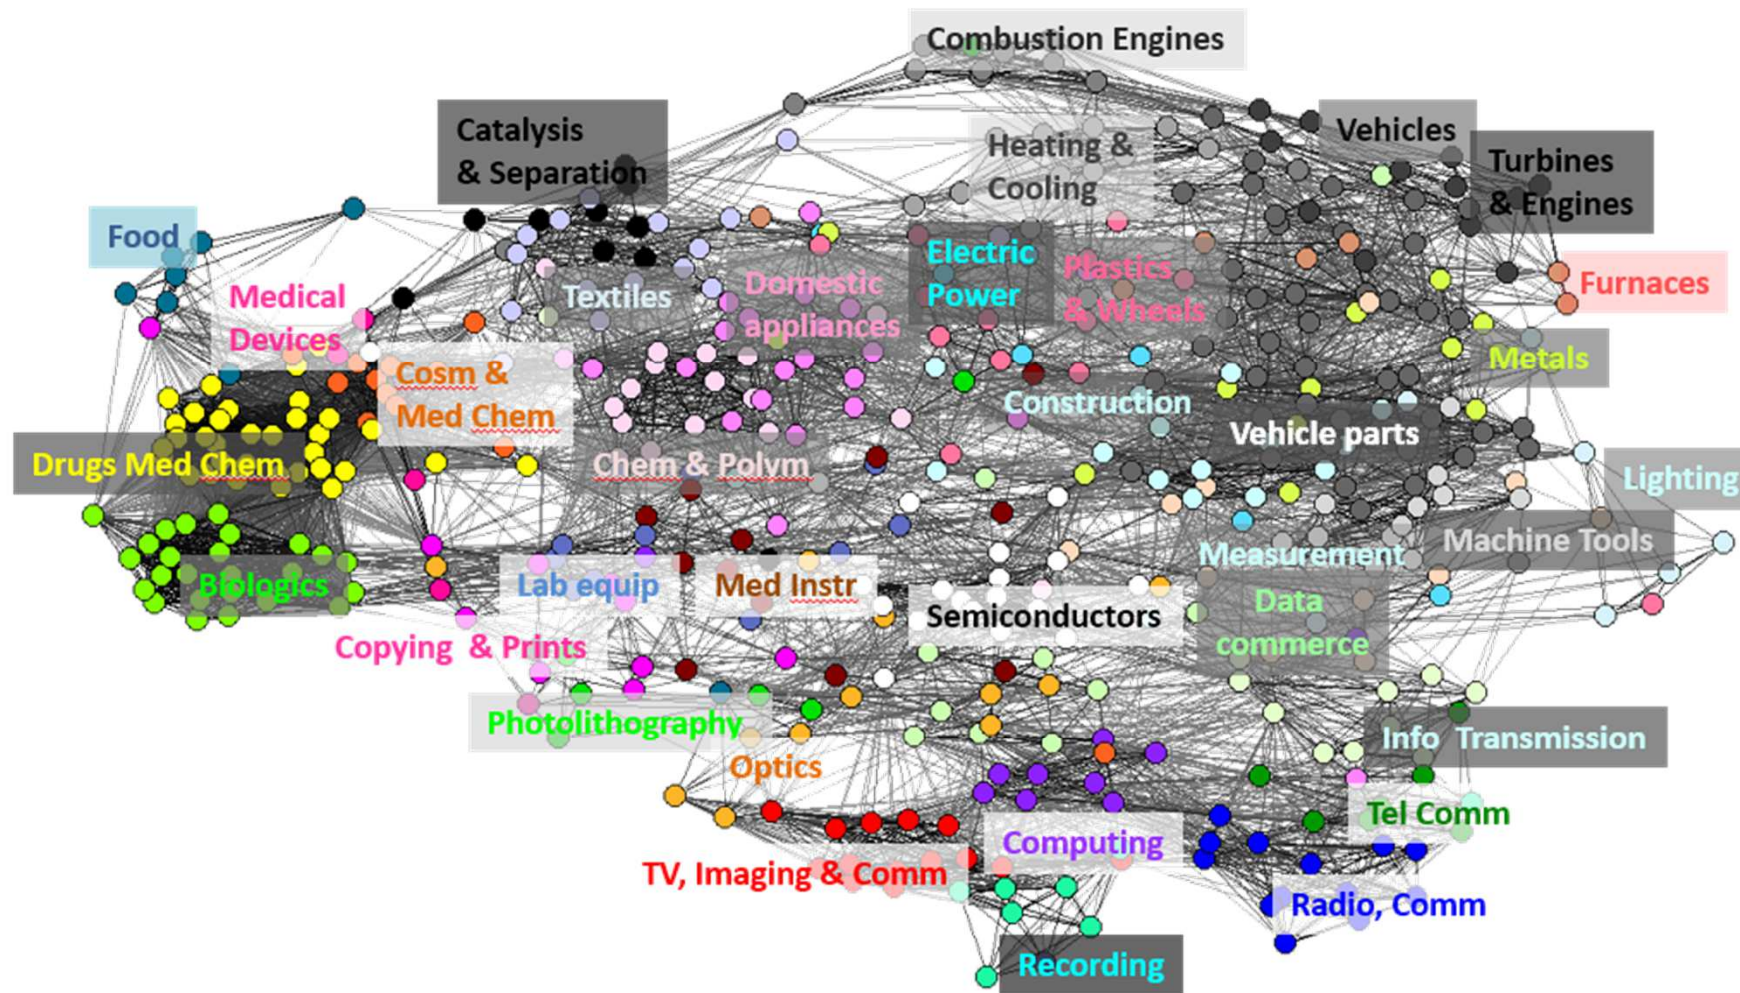 Combustion Engines
Catalysis
& Separation
Heating &
Cooling
Vehicles
Turbines
& Engines
Food
Medical
Devices
Textiles
Domestic
appliances
Electric
Power
Plastics
& Wheels
Furnaces
Metals
Cosm &
Med Chem
Construction
Vehicle parts
Drugs Med Chem
Chem & Polym
Lighting
Machine Tools
Measurement
Biologics
Lab equip
Med Instr
Semiconductors
Data
commerce
Copying & Prints
Photolithography
Info Transmission
Optics
Tel Comm
Computing
TV, Imaging & Comm
Radio, Comm
Recording